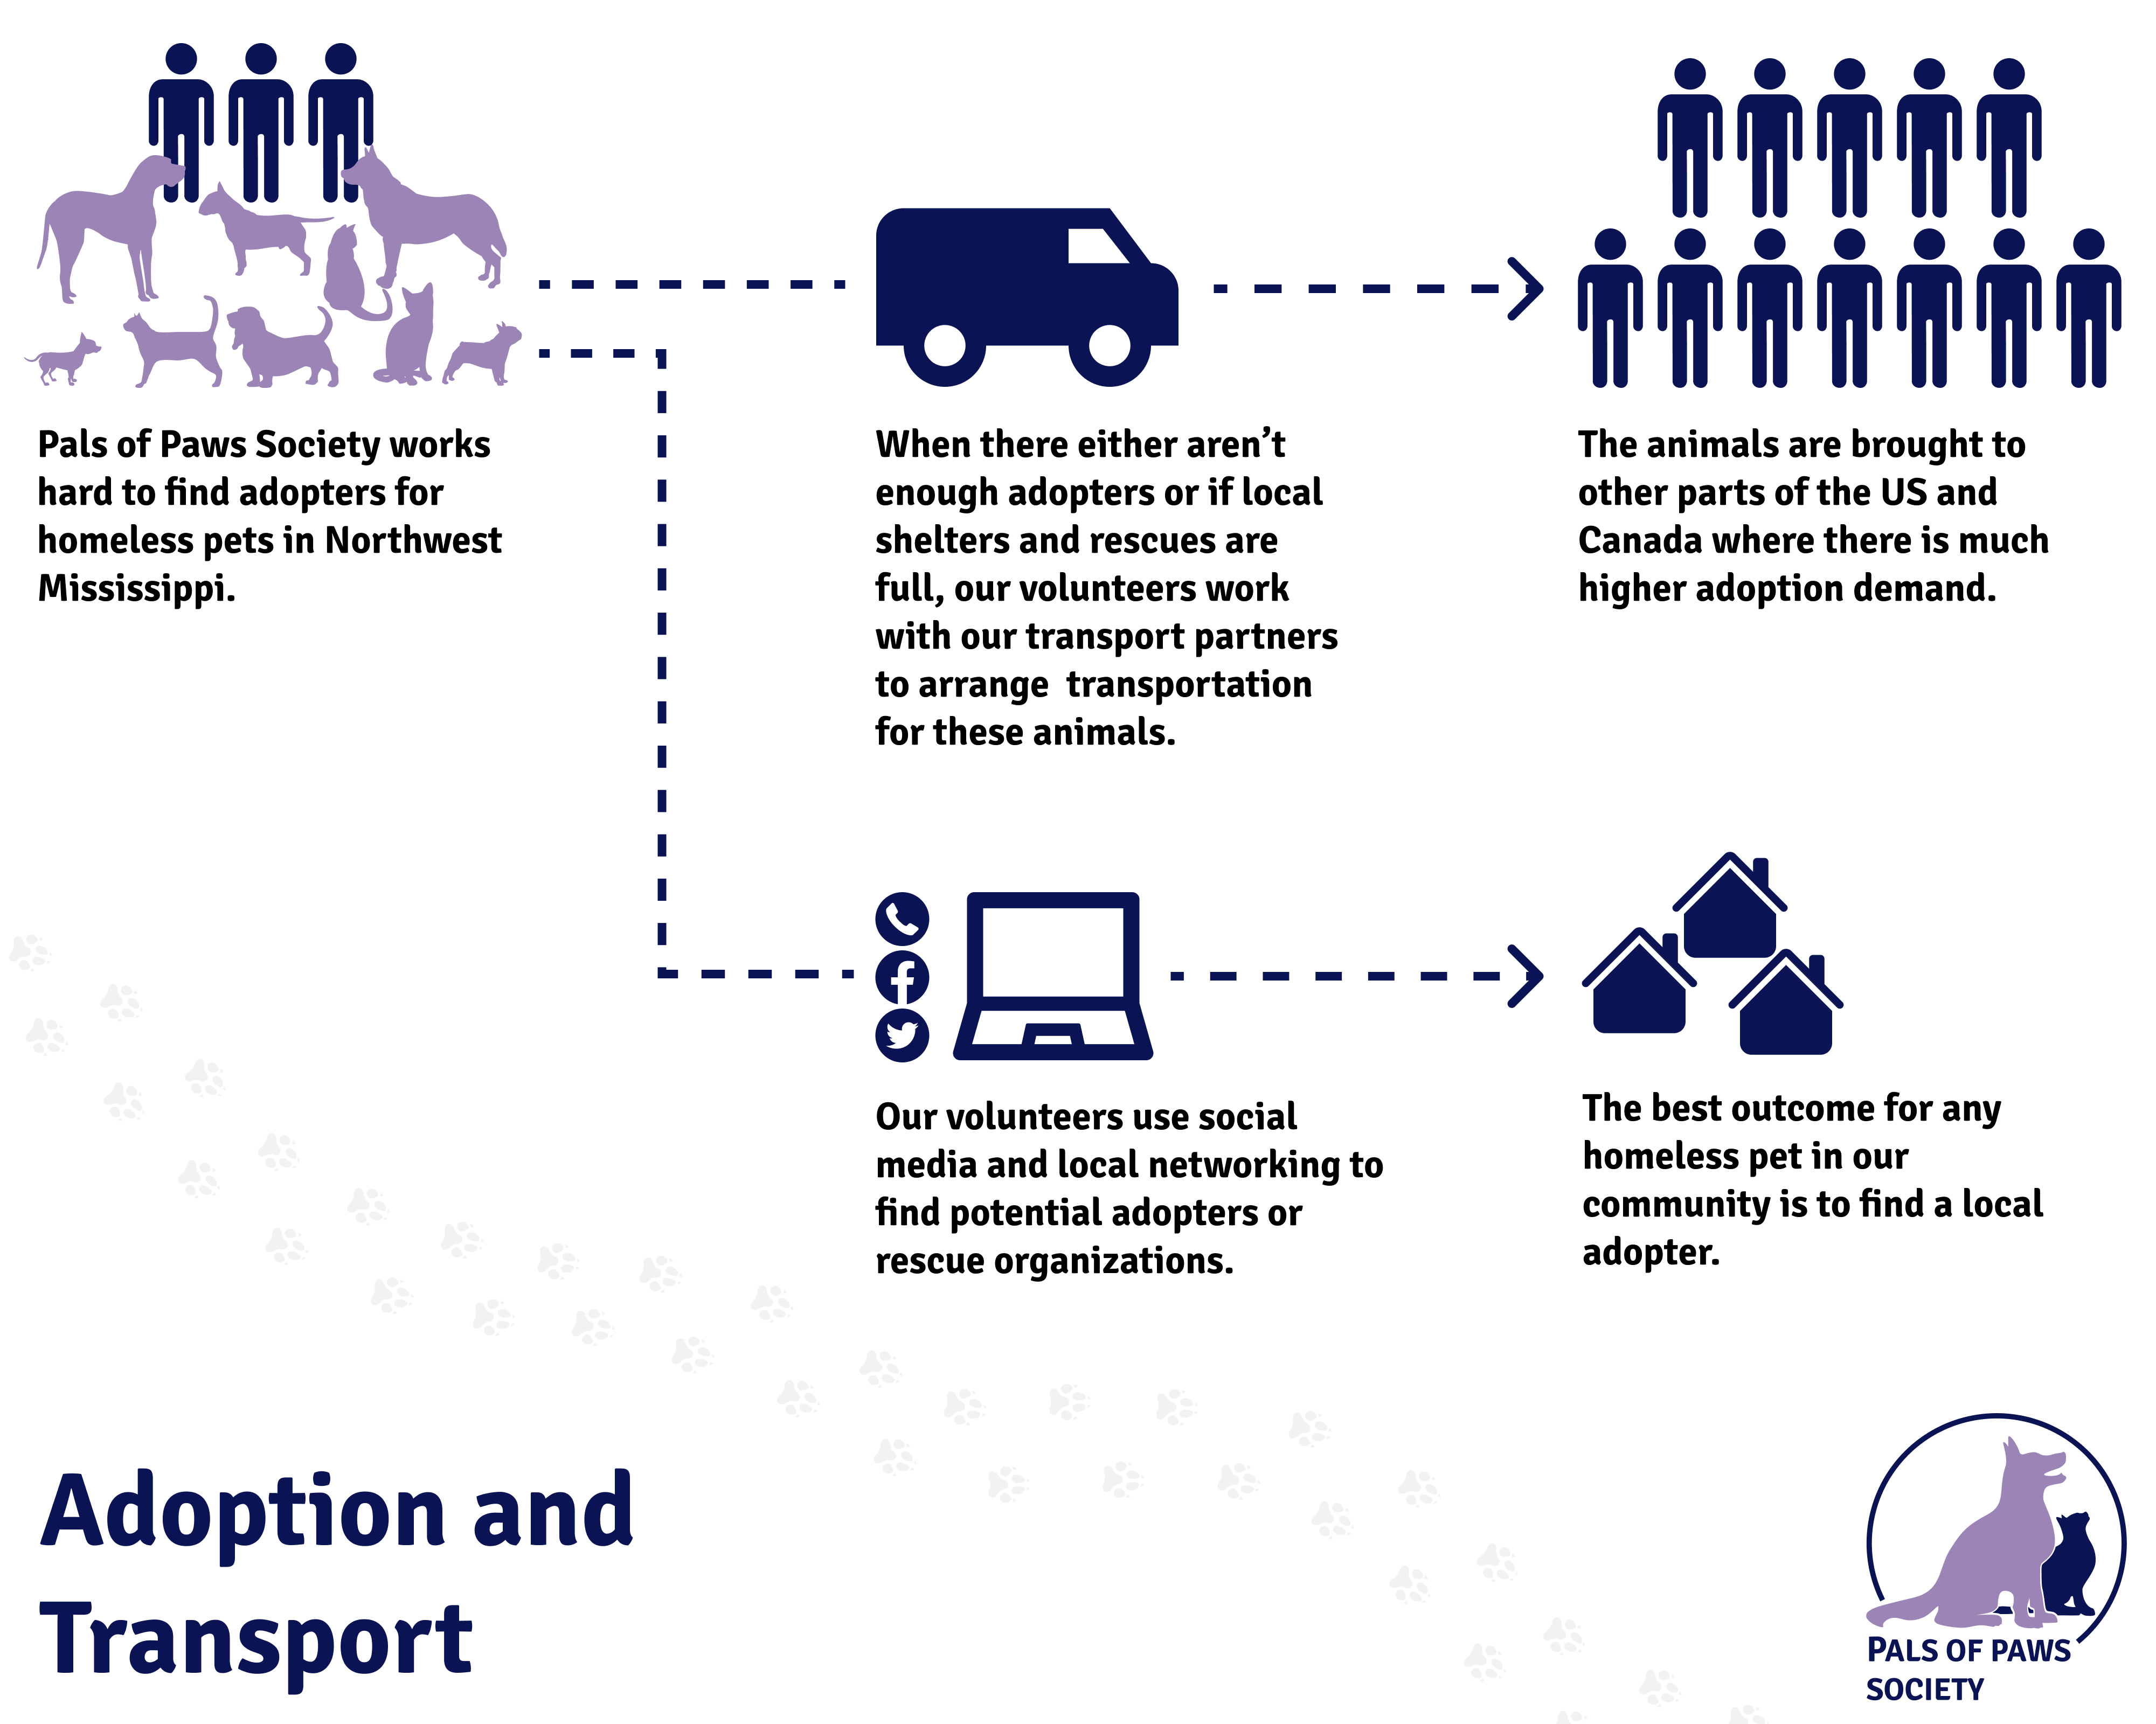 Pals of Paws Society works
hard to find adopters for
homeless pets in Northwest
Mississippi.
When there either aren’t
enough adopters or if local
shelters and rescues are
full, our volunteers work
with our transport partners
to arrange  transportation
for these animals.
The animals are brought to
other parts of the US and
Canada where there is much
higher adoption demand.
Our volunteers use social
media and local networking to
find potential adopters or
rescue organizations.
The best outcome for any
homeless pet in our
community is to find a local
adopter.
Adoption and
Transport
PALS OF PAWS
SOCIETY